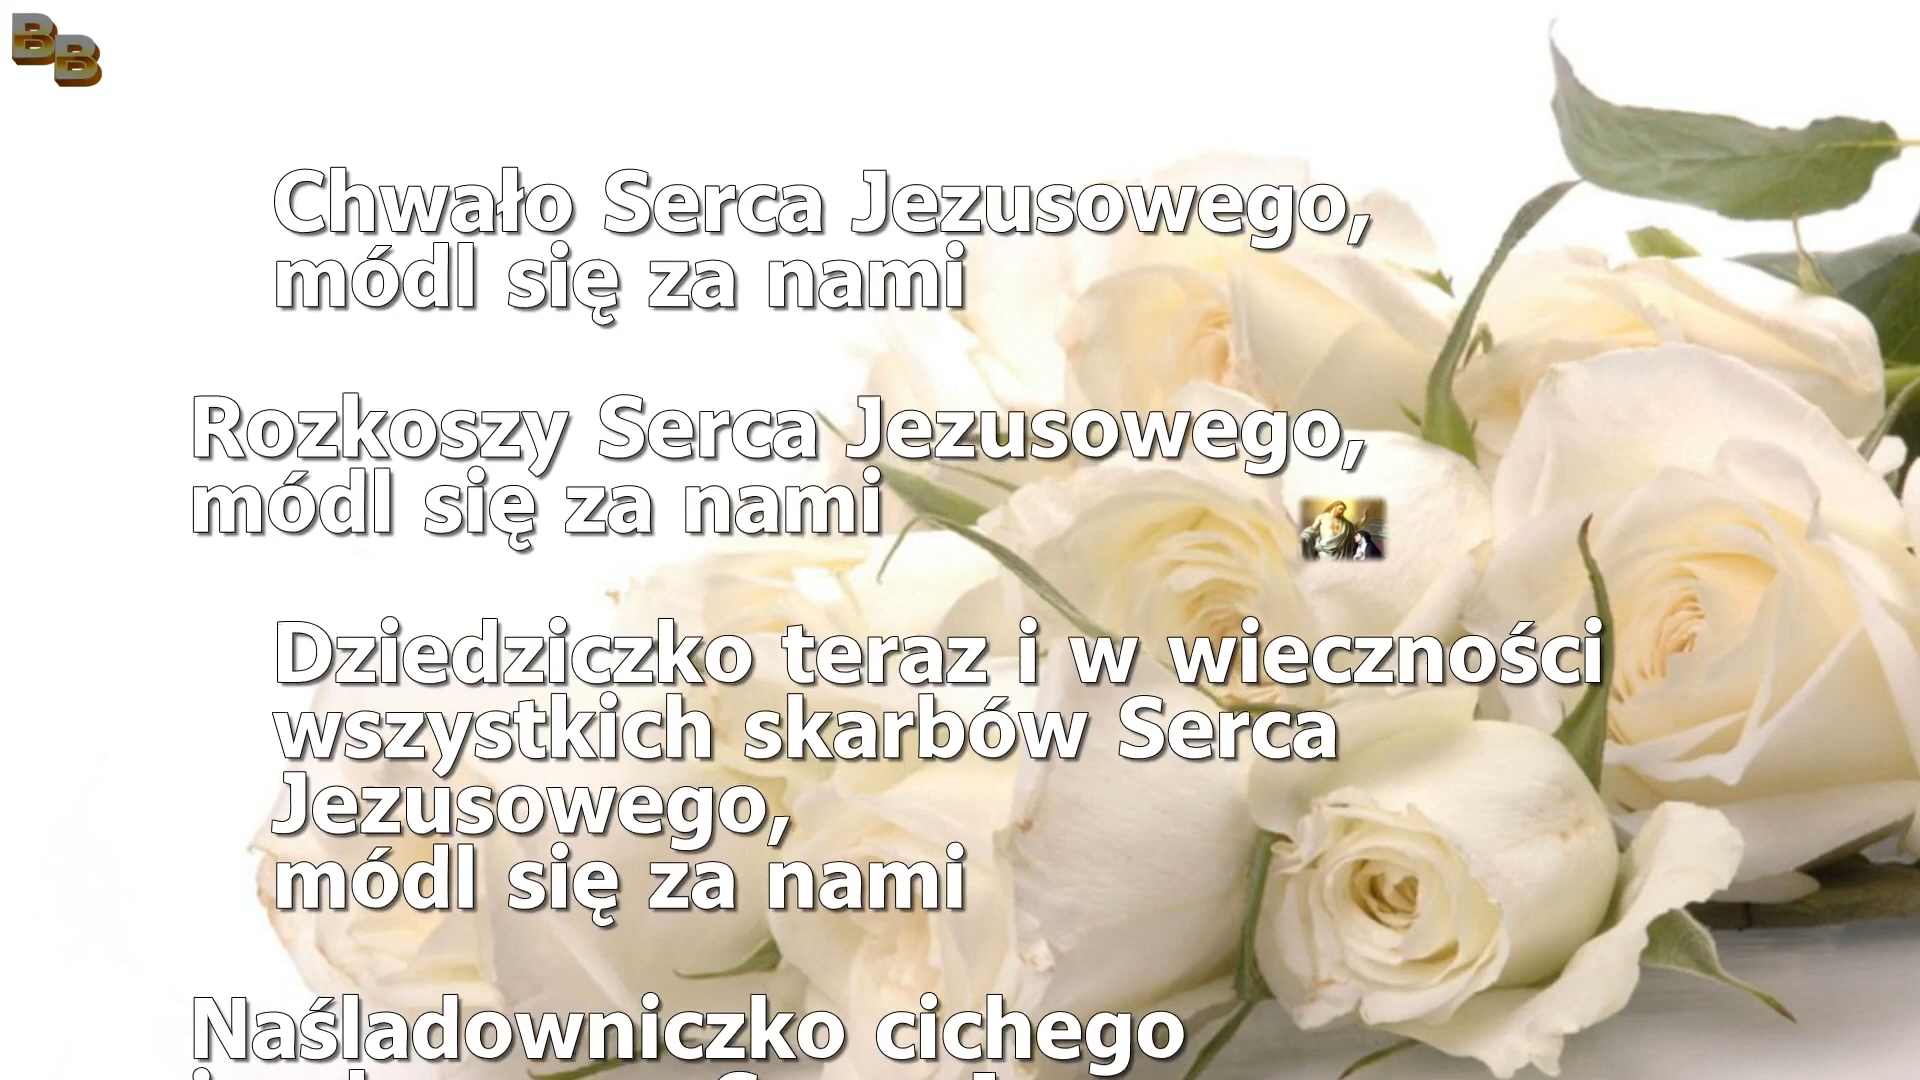 BB
Chwało Serca Jezusowego,
módl się za nami
Rozkoszy Serca Jezusowego,
módl się za nami
Dziedziczko teraz i w wieczności
wszystkich skarbów Serca
Jezusowego,
módl się za nami
Naśladowniczko cichego